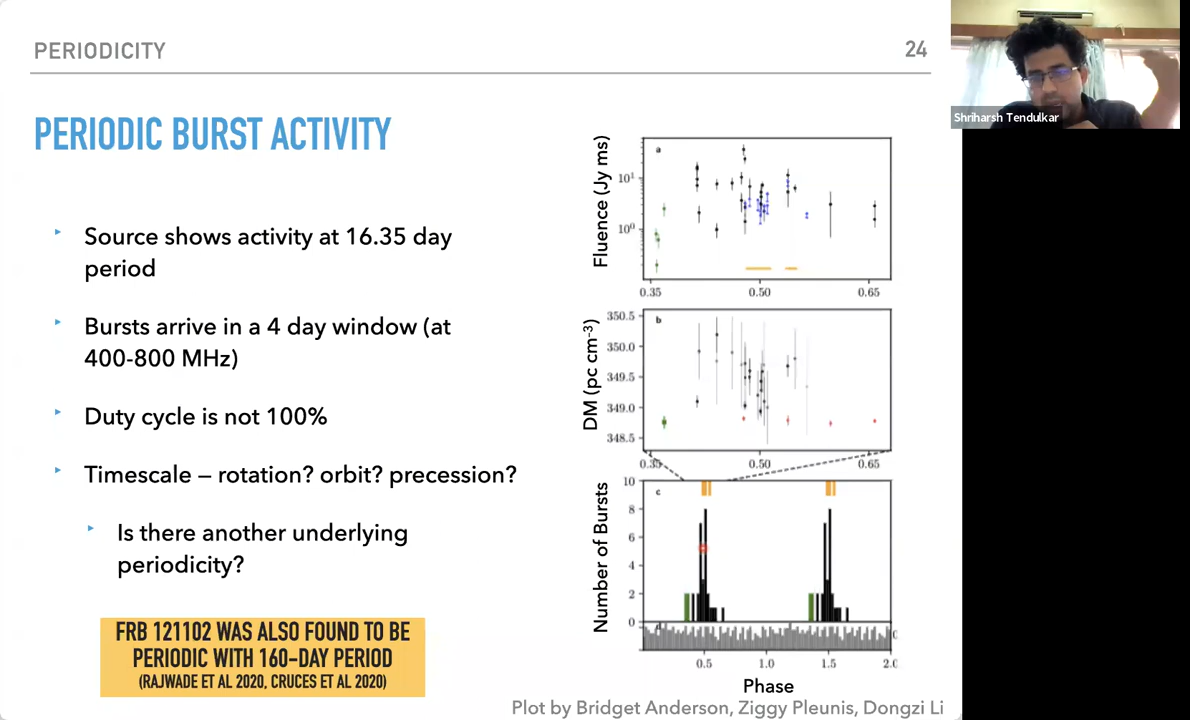 PERIODICITY
24
PERIODIC BURST ACTIVITY
Source shows activity at 16.35 day
period
Bursts arrive in a 4 day window (at
400-800 MHz)
Duty cycle is not 100%
Timescale – rotation? orbit? precession?
Is there another underlying
periodicity?
FRB 121102 WAS ALSO FOUND TO BE
PERIODIC WITH 160-DAY PERIOD
(RAJWADE ET AL 2020, CRUCES ET AL 2020)
Shriharsh Tendulkar
Fluence (Jy ms)
a
10¹
10⁰
0.35 0.50 0.65
DM (pc cm-3)
b
350.5
350.0
349.5
349.0
348.5
0.35 0.50 0.65
Number of Bursts
c
10
8
6
4
2
0
d
0.5 1.0 1.5 2.0
Phase
Plot by Bridget Anderson, Ziggy Pleunis, Dongzi Li